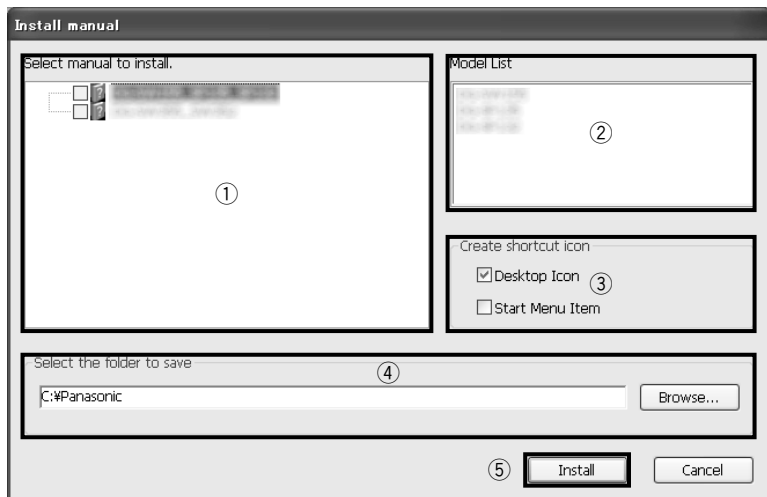 Install manual
Select manual to install.
①
Model List
②
Create shortcut icon
Desktop Icon
③
Start Menu Item
Select the folder to save
④
C:¥Panasonic
Browse...
⑤
Install
Cancel